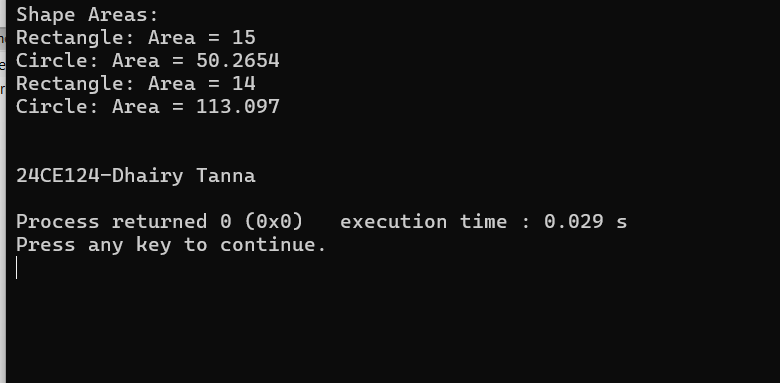 Shape Areas:
Rectangle: Area = 15
Circle: Area = 50.2654
Rectangle: Area = 14
Circle: Area = 113.097
24CE124-Dhairy Tanna
Process returned 0 (0x0)   execution time : 0.029 s
Press any key to continue.